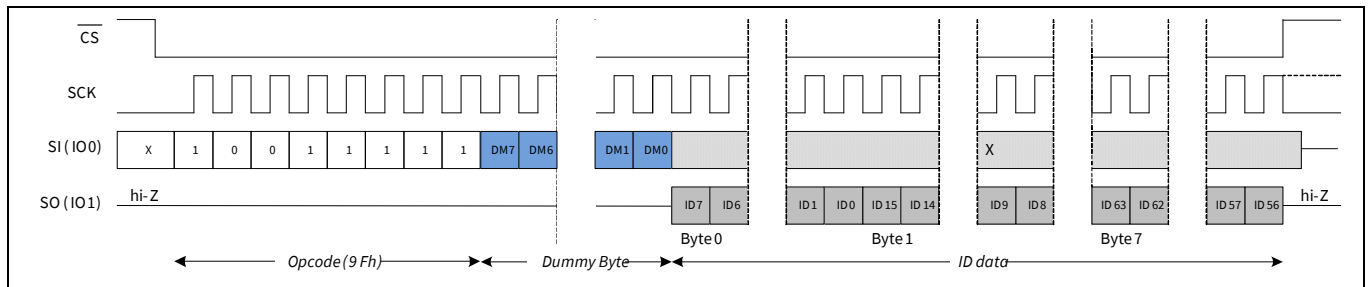 CS
SCK
SI (IO0) X 1 0 0 1 1 1 1 1 DM7 DM6 DM1 DM0 X
hi-Z hi-Z
SO (IO1) ID7 ID6 ID1 ID0 ID15 ID14 ID9 ID8 ID63 ID62 ID57 ID56
Byte 0 Byte 1 Byte 7
Opcode (9Fh) Dummy Byte ID data